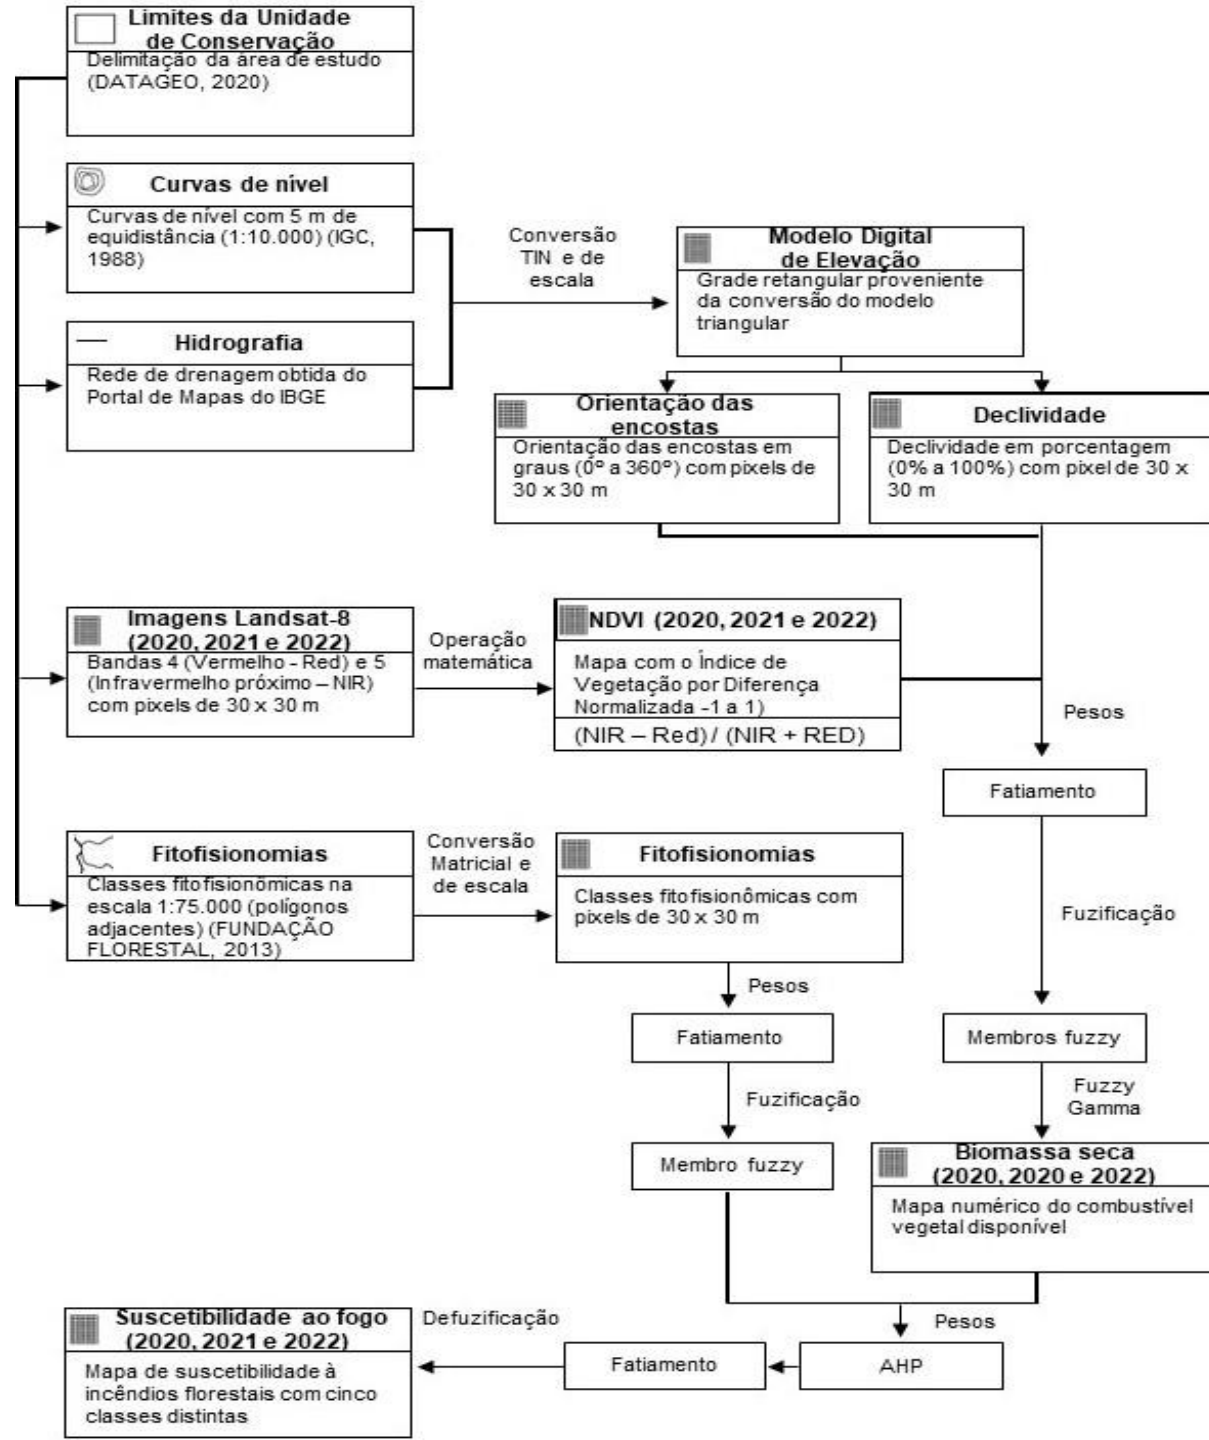 Limites da Unidade
de Conservação
Delimitação da área de estudo
(DATAGEO, 2020)
Curvas de nível
Curvas de nível com 5 m de
equidistância (1:10.000) (IGC,
1988)
Conversão
TIN e de
escala
Modelo Digital
de Elevação
Grade retangular proveniente
da conversão do modelo
triangular
Hidrografia
Rede de drenagem obtida do
Portal de Mapas do IBGE
Orientação das
encostas
Orientação das encostas em
graus (0º a 360º) com pixels de
30 x 30 m
Declividade
Declividade em porcentagem
(0% a 100%) com pixel de 30 x
30 m
Imagens Landsat-8
(2020, 2021 e 2022)
Bandas 4 (Vermelho - Red) e 5
(Infravermelho próximo – NIR)
com pixels de 30 x 30 m
Operação
matemática
NDVI (2020, 2021 e 2022)
Mapa com o Índice de
Vegetação por Diferença
Normalizada -1 a 1)
(NIR – Red)/ (NIR + RED)
Pesos
Fatiamento
Fitofisionomias
Classes fitofisionômicas na
escala 1:75.000 (polígonos
adjacentes) (FUNDAÇÃO
FLORESTAL, 2013)
Conversão
Matricial e
de escala
Fitofisionomias
Classes fitofisionômicas com
pixels de 30 x 30 m
Fuzificação
Pesos
Fatiamento
Membros fuzzy
Fuzificação
Fuzzy
Gamma
Membro fuzzy
Biomassa seca
(2020, 2020 e 2022)
Mapa numérico do combustível
vegetal disponível
Suscetibilidade ao fogo
(2020, 2021 e 2022)
Mapa de suscetibilidade à
incêndios florestais com cinco
classes distintas
Defuzificação
Fatiamento
Pesos
AHP